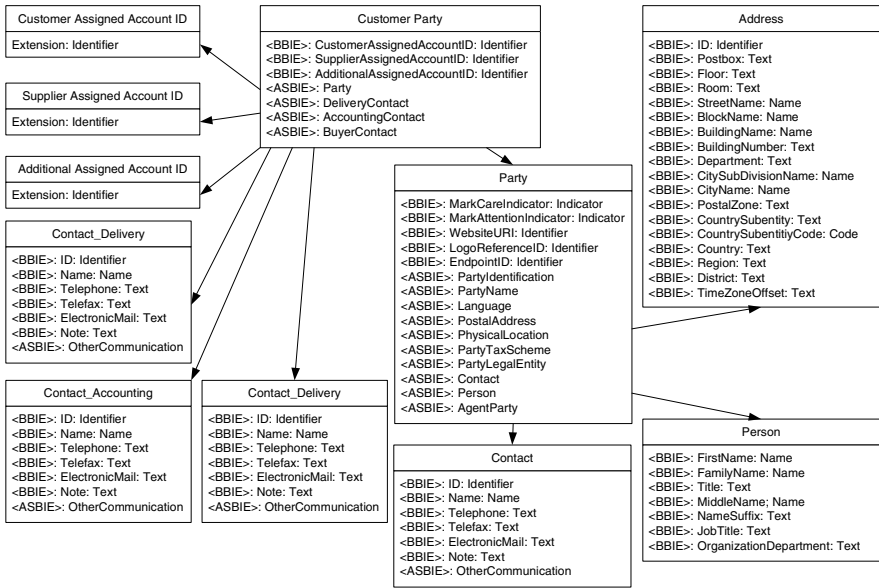 Customer Assigned Account ID
Extension: Identifier
Supplier Assigned Account ID
Extension: Identifier
Additional Assigned Account ID
Extension: Identifier
Customer Party
<BBIE>: CustomerAssignedAccountID: Identifier
<BBIE>: SupplierAssignedAccountID: Identifier
<BBIE>: AdditionalAssignedAccountID: Identifier
<ASBIE>: Party
<ASBIE>: DeliveryContact
<ASBIE>: AccountingContact
<ASBIE>: BuyerContact
Address
<BBIE>: ID: Identifier
<BBIE>: Postbox: Text
<BBIE>: Floor: Text
<BBIE>: Room: Text
<BBIE>: StreetName: Name
<BBIE>: BlockName: Name
<BBIE>: BuildingName: Name
<BBIE>: BuildingNumber: Text
<BBIE>: Department: Text
<BBIE>: CitySubDivisionName: Name
<BBIE>: CityName: Name
<BBIE>: PostalZone: Text
<BBIE>: CountrySubentity: Text
<BBIE>: CountrySubentitiyCode: Code
<BBIE>: Country: Text
<BBIE>: Region: Text
<BBIE>: District: Text
<BBIE>: TimeZoneOffset: Text
Party
<BBIE>: MarkCareIndicator: Indicator
<BBIE>: MarkAttentionIndicator: Indicator
<BBIE>: WebsiteURI: Identifier
<BBIE>: LogoReferenceID: Identifier
<BBIE>: EndpointID: Identifier
<ASBIE>: PartyIdentification
<ASBIE>: PartyName
<ASBIE>: Language
<ASBIE>: PostalAddress
<ASBIE>: PhysicalLocation
<ASBIE>: PartyTaxScheme
<ASBIE>: PartyLegalEntity
<ASBIE>: Contact
<ASBIE>: Person
<ASBIE>: AgentParty
Contact_Delivery
<BBIE>: ID: Identifier
<BBIE>: Name: Name
<BBIE>: Telephone: Text
<BBIE>: Telefax: Text
<BBIE>: ElectronicMail: Text
<BBIE>: Note: Text
<ASBIE>: OtherCommunication
Contact_Accounting
<BBIE>: ID: Identifier
<BBIE>: Name: Name
<BBIE>: Telephone: Text
<BBIE>: Telefax: Text
<BBIE>: ElectronicMail: Text
<BBIE>: Note: Text
<ASBIE>: OtherCommunication
Contact_Delivery
<BBIE>: ID: Identifier
<BBIE>: Name: Name
<BBIE>: Telephone: Text
<BBIE>: Telefax: Text
<BBIE>: ElectronicMail: Text
<BBIE>: Note: Text
<ASBIE>: OtherCommunication
Contact
<BBIE>: ID: Identifier
<BBIE>: Name: Name
<BBIE>: Telephone: Text
<BBIE>: Telefax: Text
<BBIE>: ElectronicMail: Text
<BBIE>: Note: Text
<ASBIE>: OtherCommunication
Person
<BBIE>: FirstName: Name
<BBIE>: FamilyName: Name
<BBIE>: Title: Text
<BBIE>: MiddleName; Name
<BBIE>: NameSuffix: Text
<BBIE>: JobTitle: Text
<BBIE>: OrganizationDepartment: Text